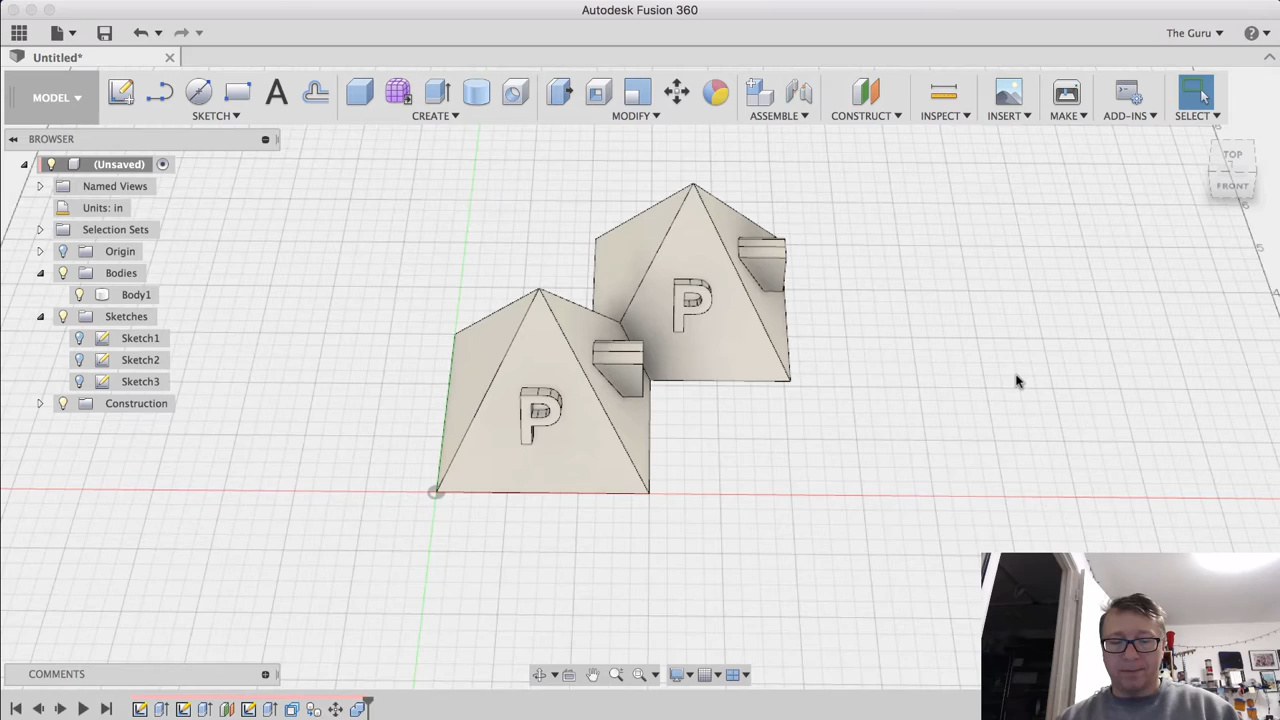 Autodesk Fusion 360
The Guru
Untitled*
MODEL
SKETCH
CREATE
MODIFY
ASSEMBLE
CONSTRUCT
INSPECT
INSERT
MAKE
ADD-INS
SELECT
BROWSER
(Unsaved)
Named Views
Units: in
Selection Sets
Origin
Bodies
Body1
Sketches
Sketch1
Sketch2
Sketch3
Construction
TOP
FRONT
P
P
COMMENTS